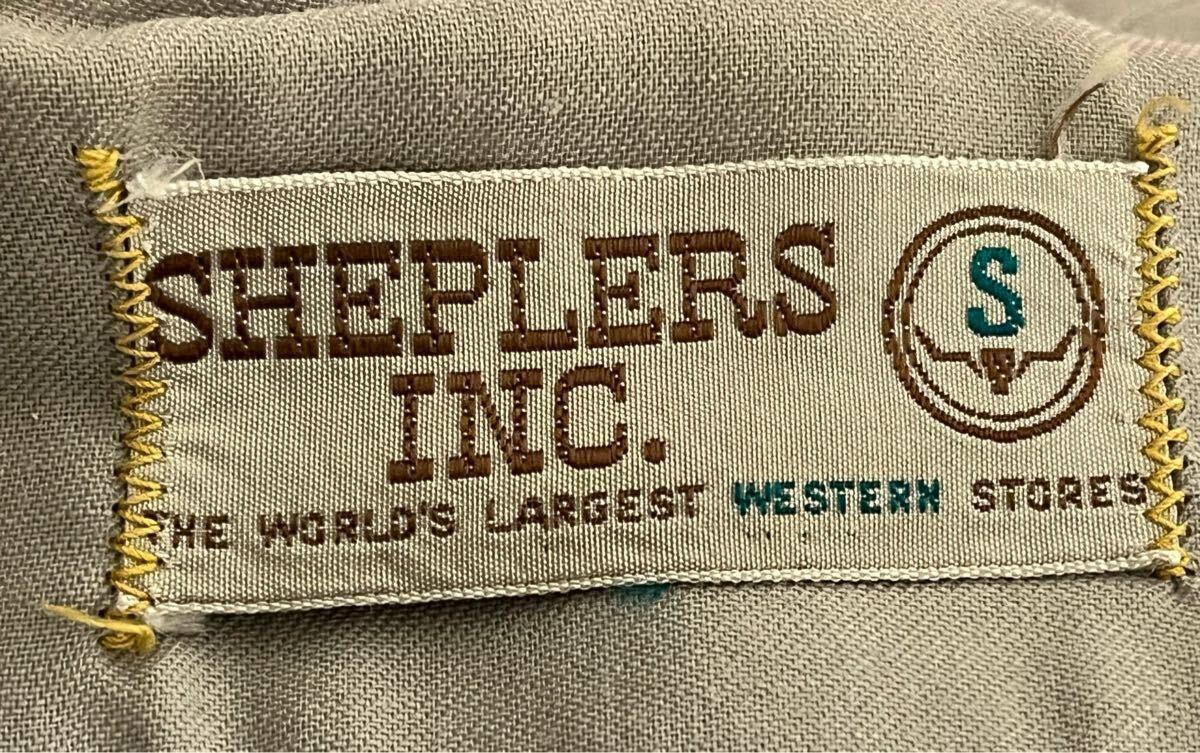 SHEPLERS
INC.
S
THE WORLD'S LARGEST WESTERN STORES